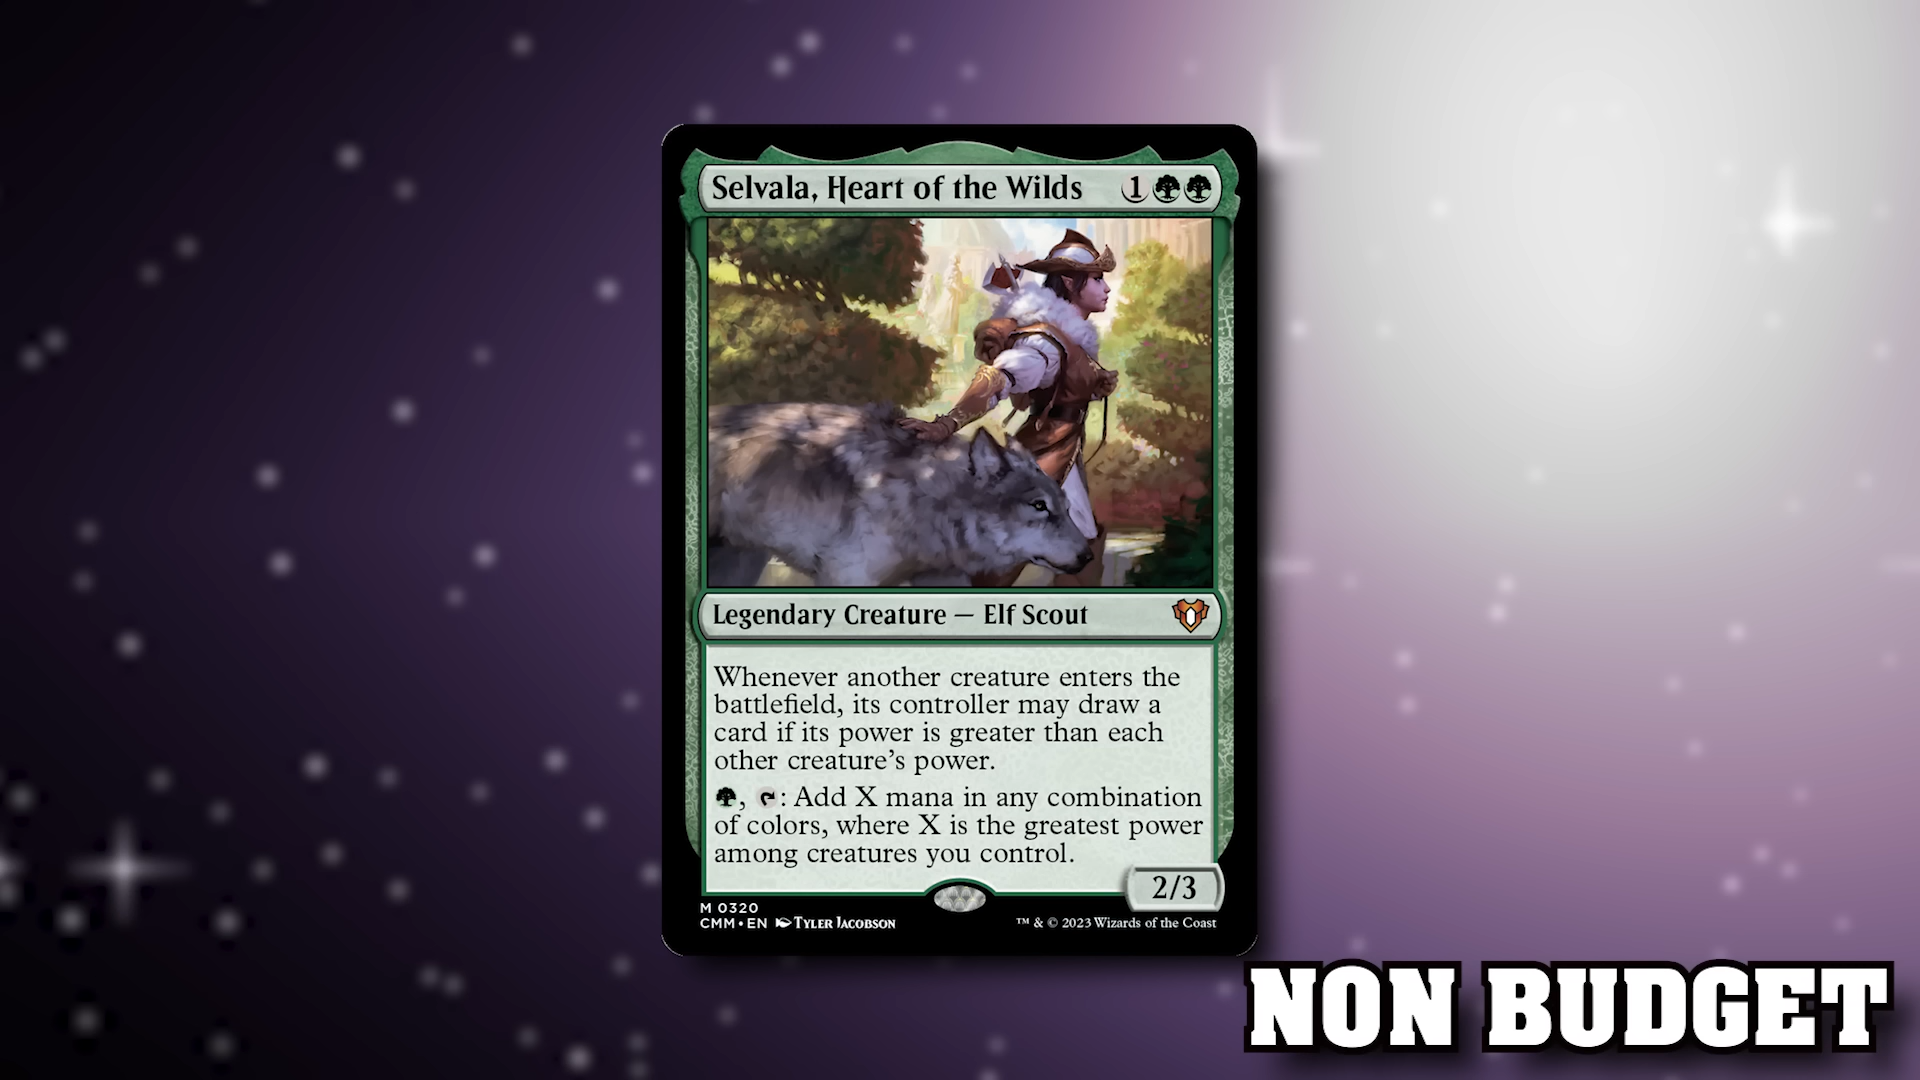 Selvala, Heart of the Wilds 1
Legendary Creature — Elf Scout
Whenever another creature enters the
battlefield, its controller may draw a
card if its power is greater than each
other creature's power.
, : Add X mana in any combination
of colors, where X is the greatest power
among creatures you control.
2/3
M 0320
CMM • EN Tyler Jacobson
™ & © 2023 Wizards of the Coast
NON BUDGET